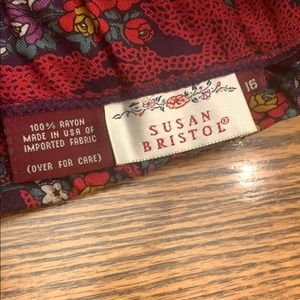 100% RAYON
MADE IN USA OF
IMPORTED FABRIC
(OVER FOR CARE)
SUSAN
BRISTOL®
16